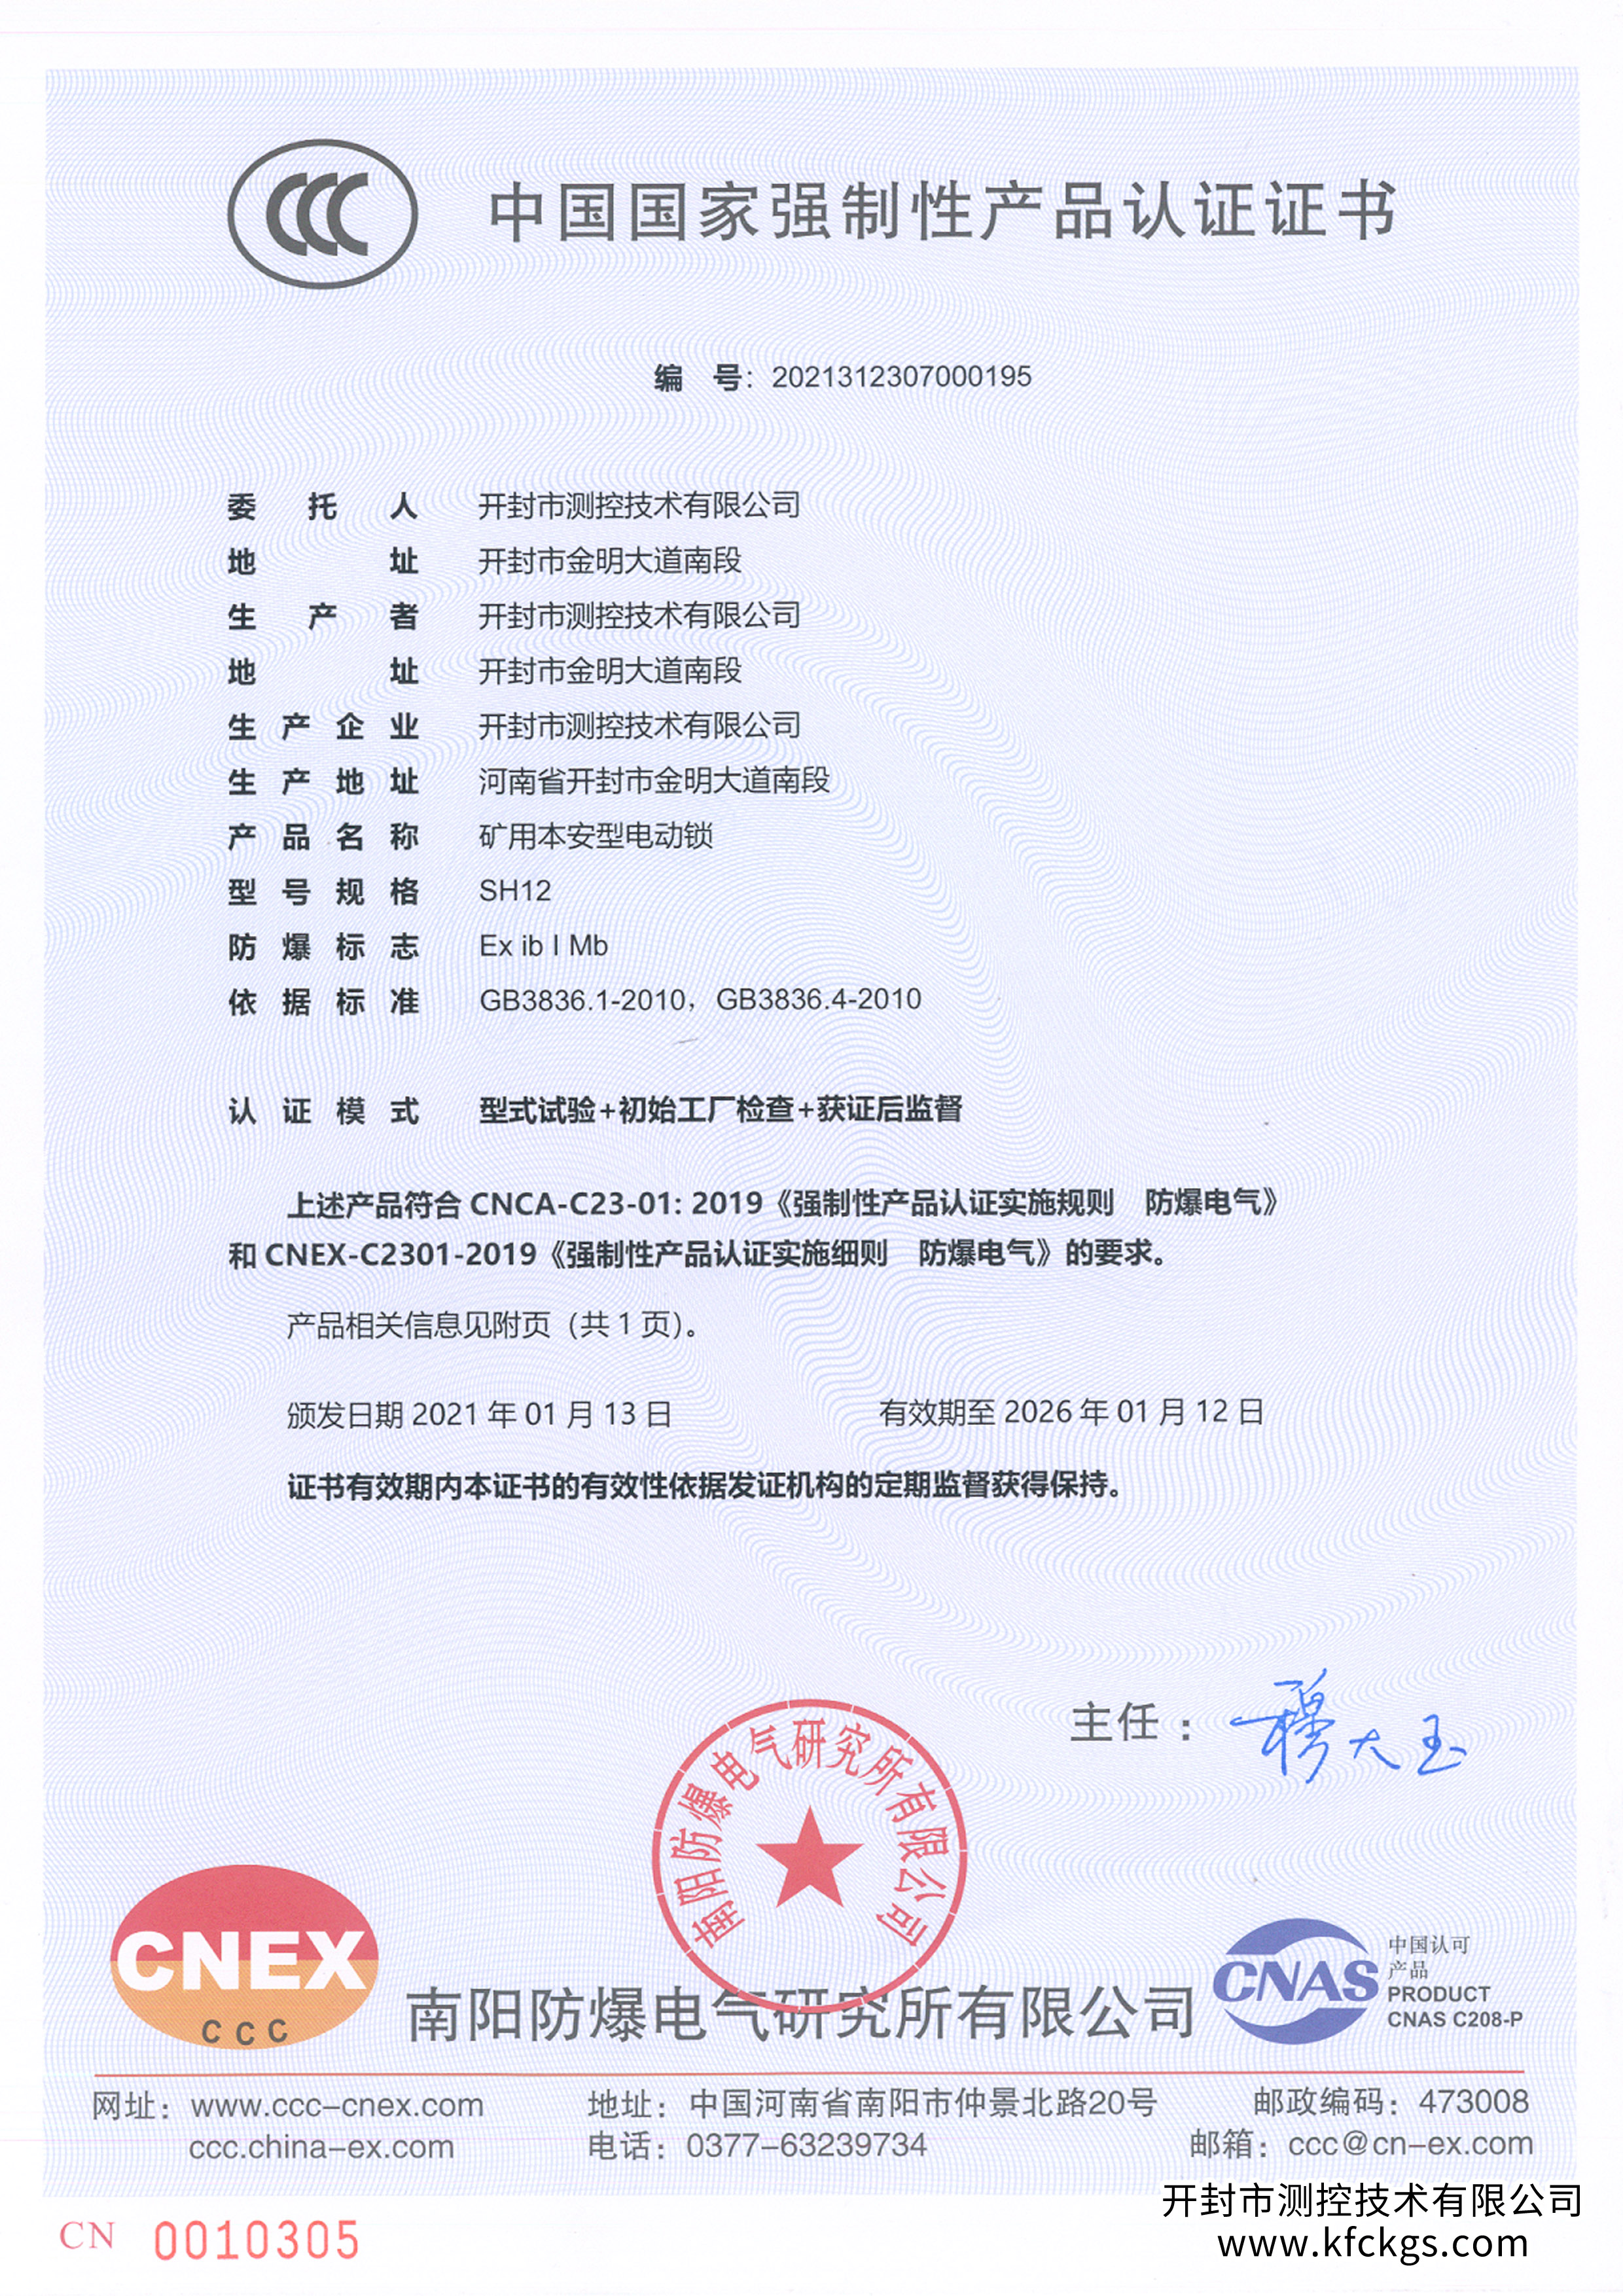 中国国家强制性产品认证证书
编 号：2021312307000195
委托人 开封市测控技术有限公司
地址 开封市金明大道南段
生产者 开封市测控技术有限公司
地址 开封市金明大道南段
生产企业 开封市测控技术有限公司
生产地址 河南省开封市金明大道南段
产品名称 矿用本安型电动锁
型号规格 SH12
防爆标志 Ex ib I Mb
依据标准 GB3836.1-2010，GB3836.4-2010
认证模式 型式试验+初始工厂检查+获证后监督
上述产品符合 CNCA-C23-01: 2019《强制性产品认证实施规则 防爆电气》
和 CNEX-C2301-2019《强制性产品认证实施细则 防爆电气》的要求。
产品相关信息见附页（共 1 页）。
颁发日期 2021 年 01 月 13 日 有效期至 2026 年 01 月 12 日
证书有效期内本证书的有效性依据发证机构的定期监督获得保持。
主任：穆大玉
南阳防爆电气研究所有限公司
CNEX
CCC
南阳防爆电气研究所有限公司
CNAS
中国认可
产品
PRODUCT
CNAS C208-P
网址：www.ccc-cnex.com 地址：中国河南省南阳市仲景北路20号 邮政编码：473008
ccc.china-ex.com 电话：0377-63239734 邮箱：ccc@cn-ex.com
CN 0010305
开封市测控技术有限公司
www.kfckgs.com